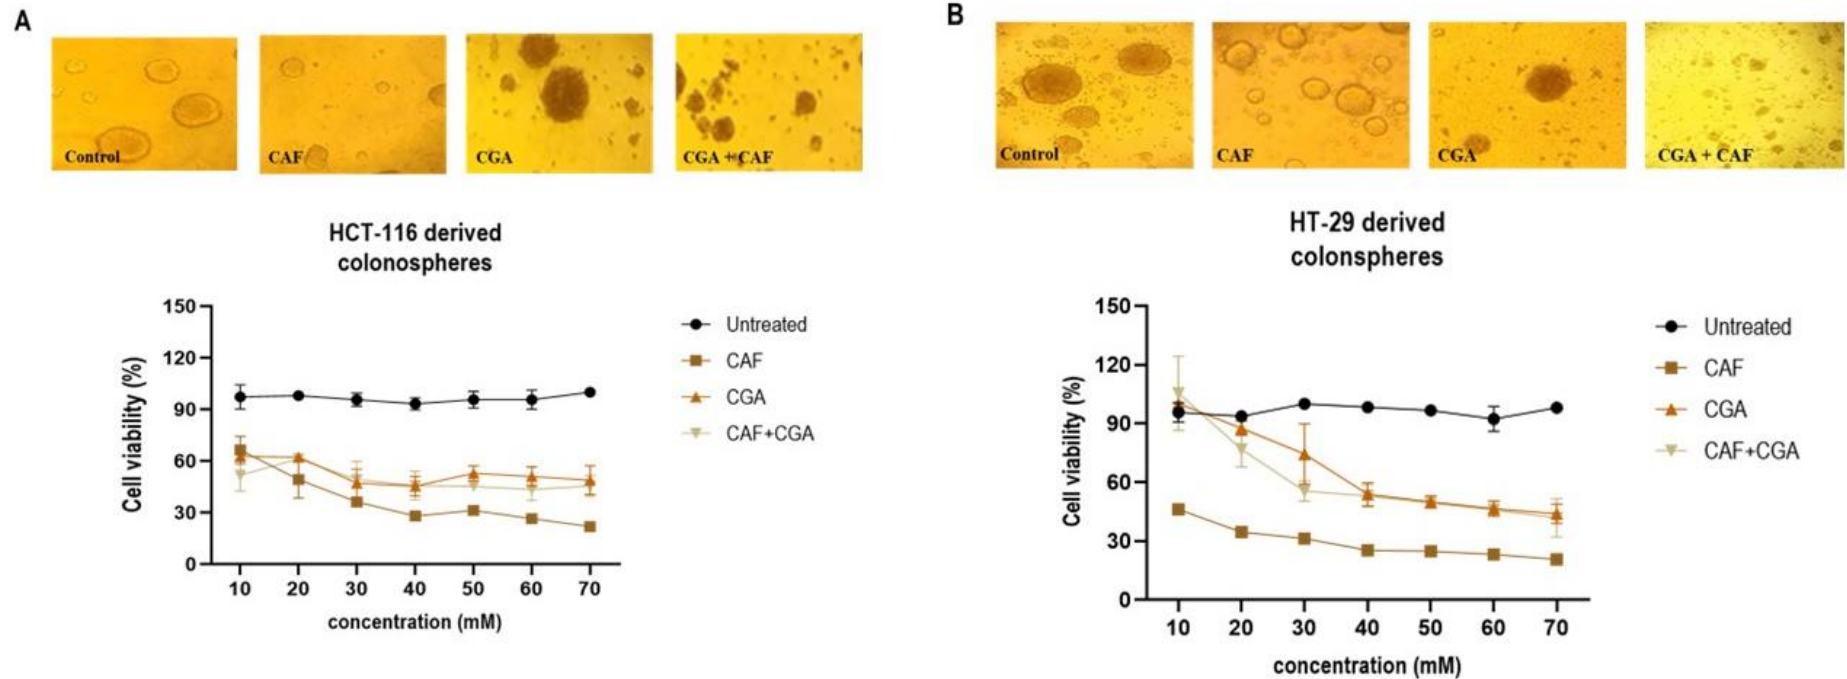 A
Control
CAF
CGA
CGA + CAF
HCT-116 derived
colonospheres
Cell viability (%)
150
120
90
60
30
0
10 20 30 40 50 60 70
concentration (mM)
Untreated
CAF
CGA
CAF+CGA
B
Control
CAF
CGA
CGA + CAF
HT-29 derived
colonspheres
Cell viability (%)
150
120
90
60
30
0
10 20 30 40 50 60 70
concentration (mM)
Untreated
CAF
CGA
CAF+CGA